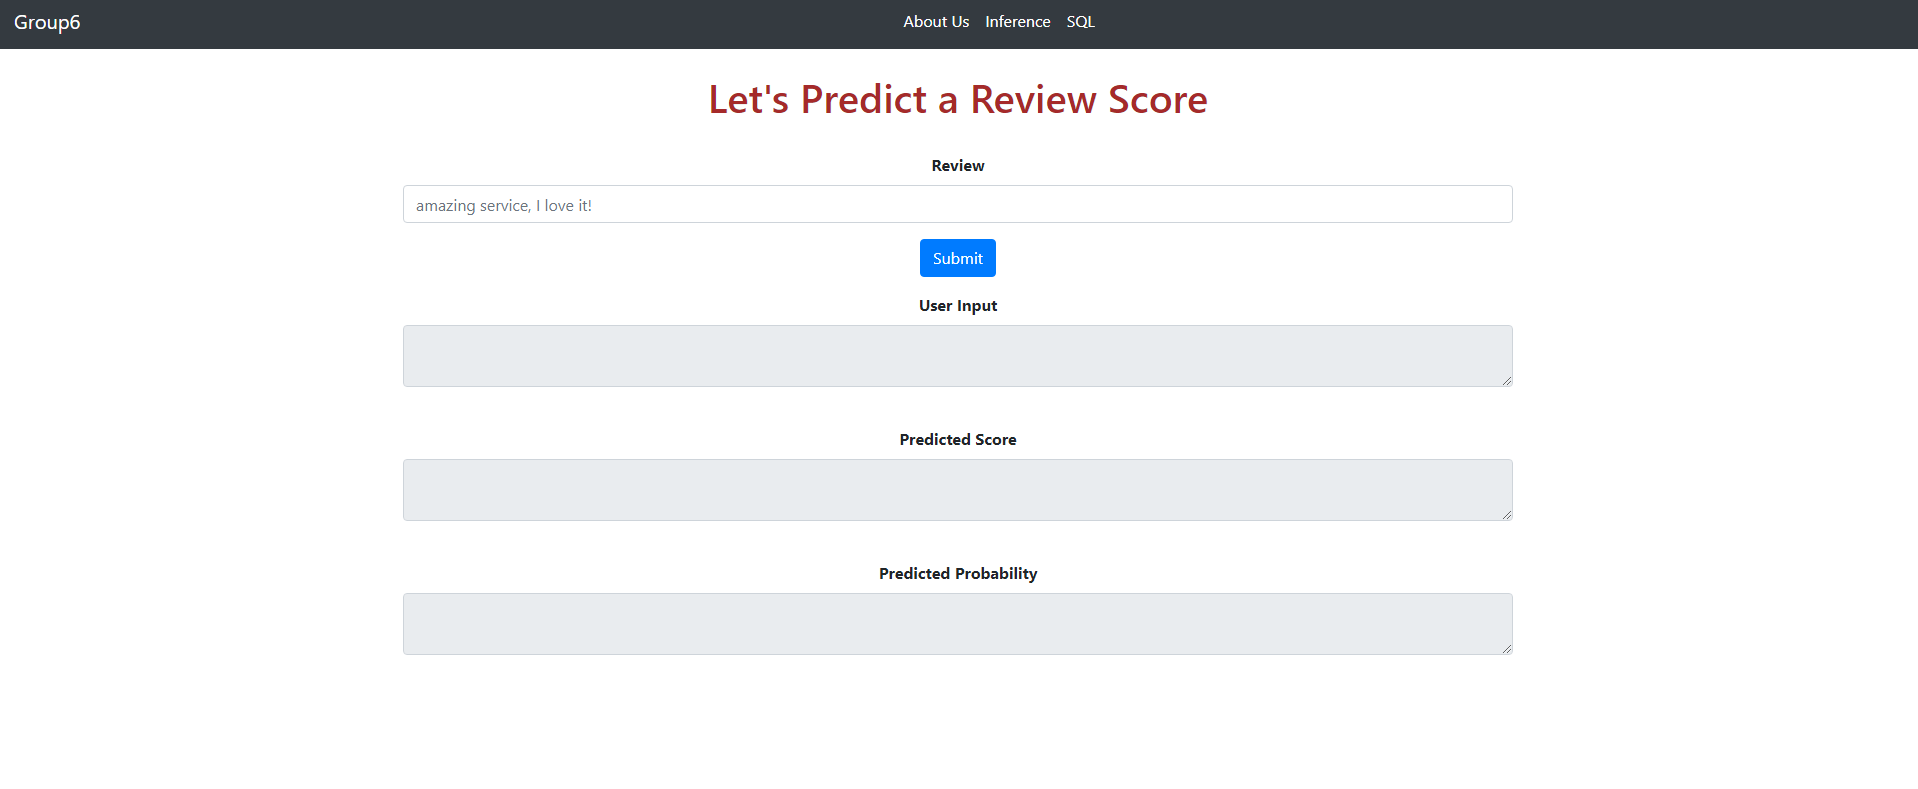 Group6 About Us Inference SQL
Let's Predict a Review Score
Review
amazing service, I love it!
Submit
User Input
Predicted Score
Predicted Probability